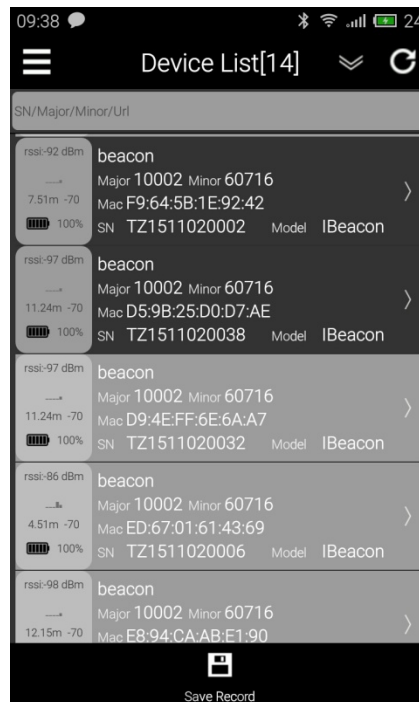 09:38 24
Device List[14]
SN/Major/Minor/Url
rssi:-92 dBm
beacon
Major 10002 Minor 60716
7.51m -70
Mac F9:64:5B:1E:92:42
100%
SN TZ1511020002 Model IBeacon
rssi:-97 dBm
beacon
Major 10002 Minor 60716
11.24m -70
Mac D5:9B:25:D0:D7:AE
100%
SN TZ1511020038 Model IBeacon
rssi:-97 dBm
beacon
Major 10002 Minor 60716
11.24m -70
Mac D9:4E:FF:6E:6A:A7
100%
SN TZ1511020032 Model IBeacon
rssi:-86 dBm
beacon
Major 10002 Minor 60716
4.51m -70
Mac ED:67:01:61:43:69
100%
SN TZ1511020006 Model IBeacon
rssi:-98 dBm
beacon
Major 10002 Minor 60716
12.15m -70
Mac E8:94:CA:AB:E1:90
Save Record